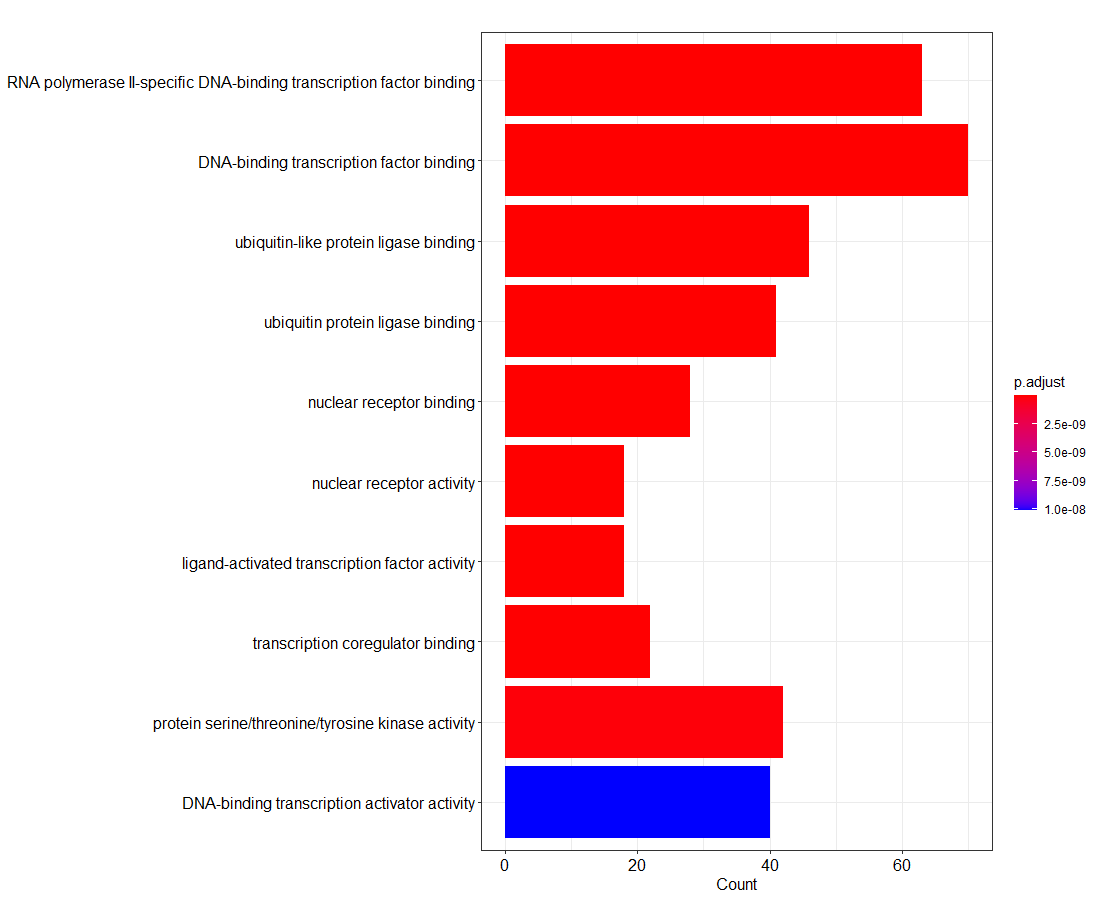 RNA polymerase II-specific DNA-binding transcription factor binding
DNA-binding transcription factor binding
ubiquitin-like protein ligase binding
ubiquitin protein ligase binding
nuclear receptor binding
nuclear receptor activity
ligand-activated transcription factor activity
transcription coregulator binding
protein serine/threonine/tyrosine kinase activity
DNA-binding transcription activator activity
0 20 40 60
Count
p.adjust
2.5e-09
5.0e-09
7.5e-09
1.0e-08